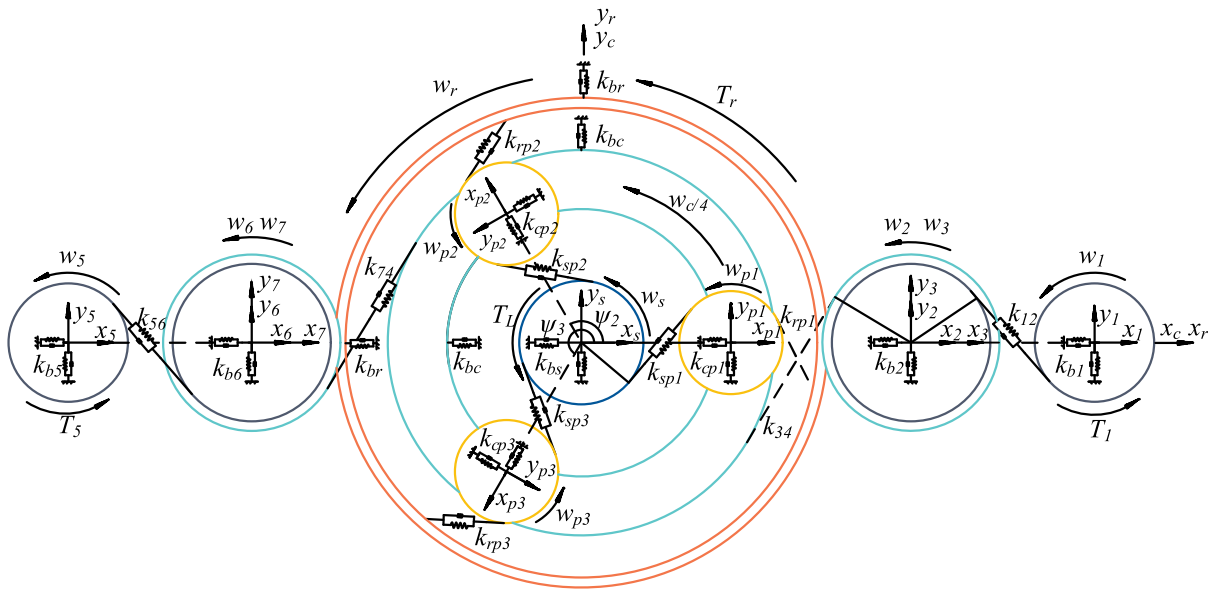 y_r
y_c
k_br
w_r
T_r
k_bc
k_rp2
x_p2
k_cp2
y_p2
w_p2
w_c/4
w_6 w_7
w_2 w_3
w_5
w_1
k_74
k_sp2
w_p1
y_7
y_6
y_3
y_2
y_5
k_56
x_5
x_6 x_7
T_L
y_s
w_s
ψ_3
ψ_2
x_s
y_p1
x_p1
k_rp1
x_2 x_3
k_12
y_1
x_1
x_c x_r
k_b5
k_b6
k_br
k_bc
k_bs
k_sp1
k_cp1
k_b2
k_b1
T_5
k_sp3
k_34
T_1
k_cp3
y_p3
x_p3
w_p3
k_rp3